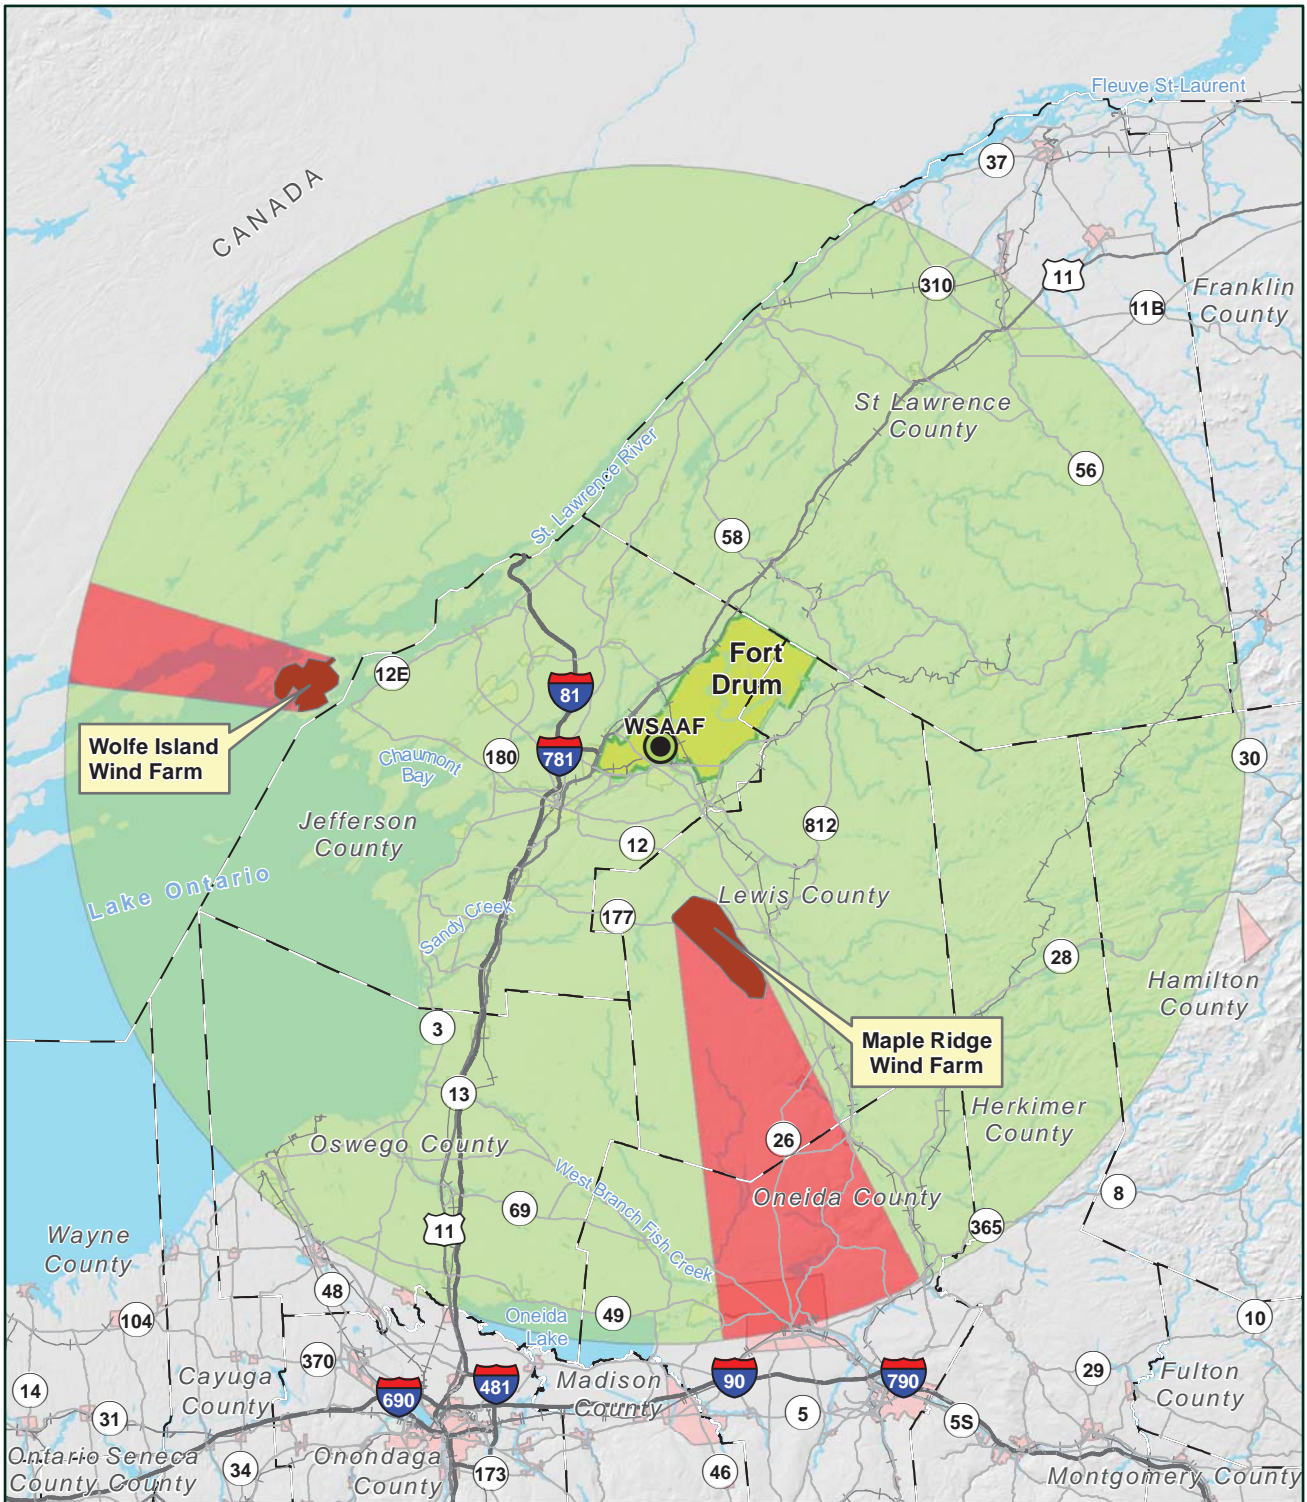 Fleuve St-Laurent
37
CANADA
11
310
Franklin
County
11B
St Lawrence
County
56
St. Lawrence River
58
Fort
Drum
12E
81
WSAAF
Wolfe Island
Wind Farm
Chaumont
Bay
180
781
30
Jefferson
County
12
812
Lake Ontario
Lewis County
Sandy Creek
177
28
Hamilton
County
3
Maple Ridge
Wind Farm
13
Herkimer
County
Oswego County
26
West Branch Fish Creek
Oneida County
8
69
11
365
Wayne
County
48
49
Oneida
Lake
104
10
370
Cayuga
County
690
481
Madison
County
90
790
29
Fulton
County
14
31
5
5S
Ontario
County
Seneca
County
34
Onondaga
County
173
46
Montgomery County